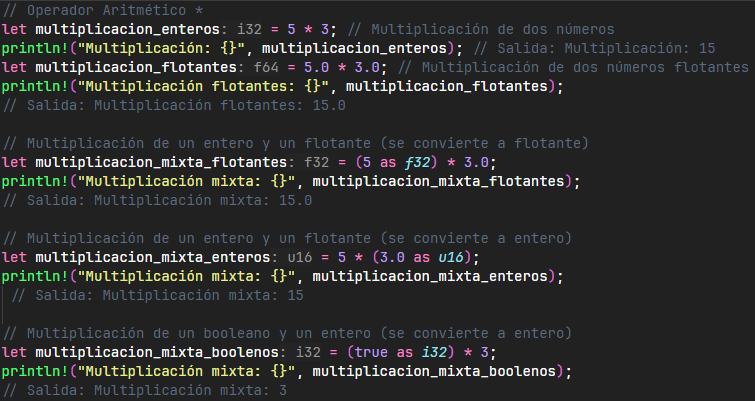 // Operador Aritmético *
let multiplicacion_enteros: i32 = 5 * 3; // Multiplicación de dos números
println!("Multiplicación: {}", multiplicacion_enteros); // Salida: Multiplicación: 15
let multiplicacion_flotantes: f64 = 5.0 * 3.0; // Multiplicación de dos números flotantes
println!("Multiplicación flotantes: {}", multiplicacion_flotantes);
// Salida: Multiplicación flotantes: 15.0
// Multiplicación de un entero y un flotante (se convierte a flotante)
let multiplicacion_mixta_flotantes: f32 = (5 as f32) * 3.0;
println!("Multiplicación mixta: {}", multiplicacion_mixta_flotantes);
// Salida: Multiplicación mixta: 15.0
// Multiplicación de un entero y un flotante (se convierte a entero)
let multiplicacion_mixta_enteros: u16 = 5 * (3.0 as u16);
println!("Multiplicación mixta: {}", multiplicacion_mixta_enteros);
// Salida: Multiplicación mixta: 15
// Multiplicación de un booleano y un entero (se convierte a entero)
let multiplicacion_mixta_boolenos: i32 = (true as i32) * 3;
println!("Multiplicación mixta: {}", multiplicacion_mixta_boolenos);
// Salida: Multiplicación mixta: 3